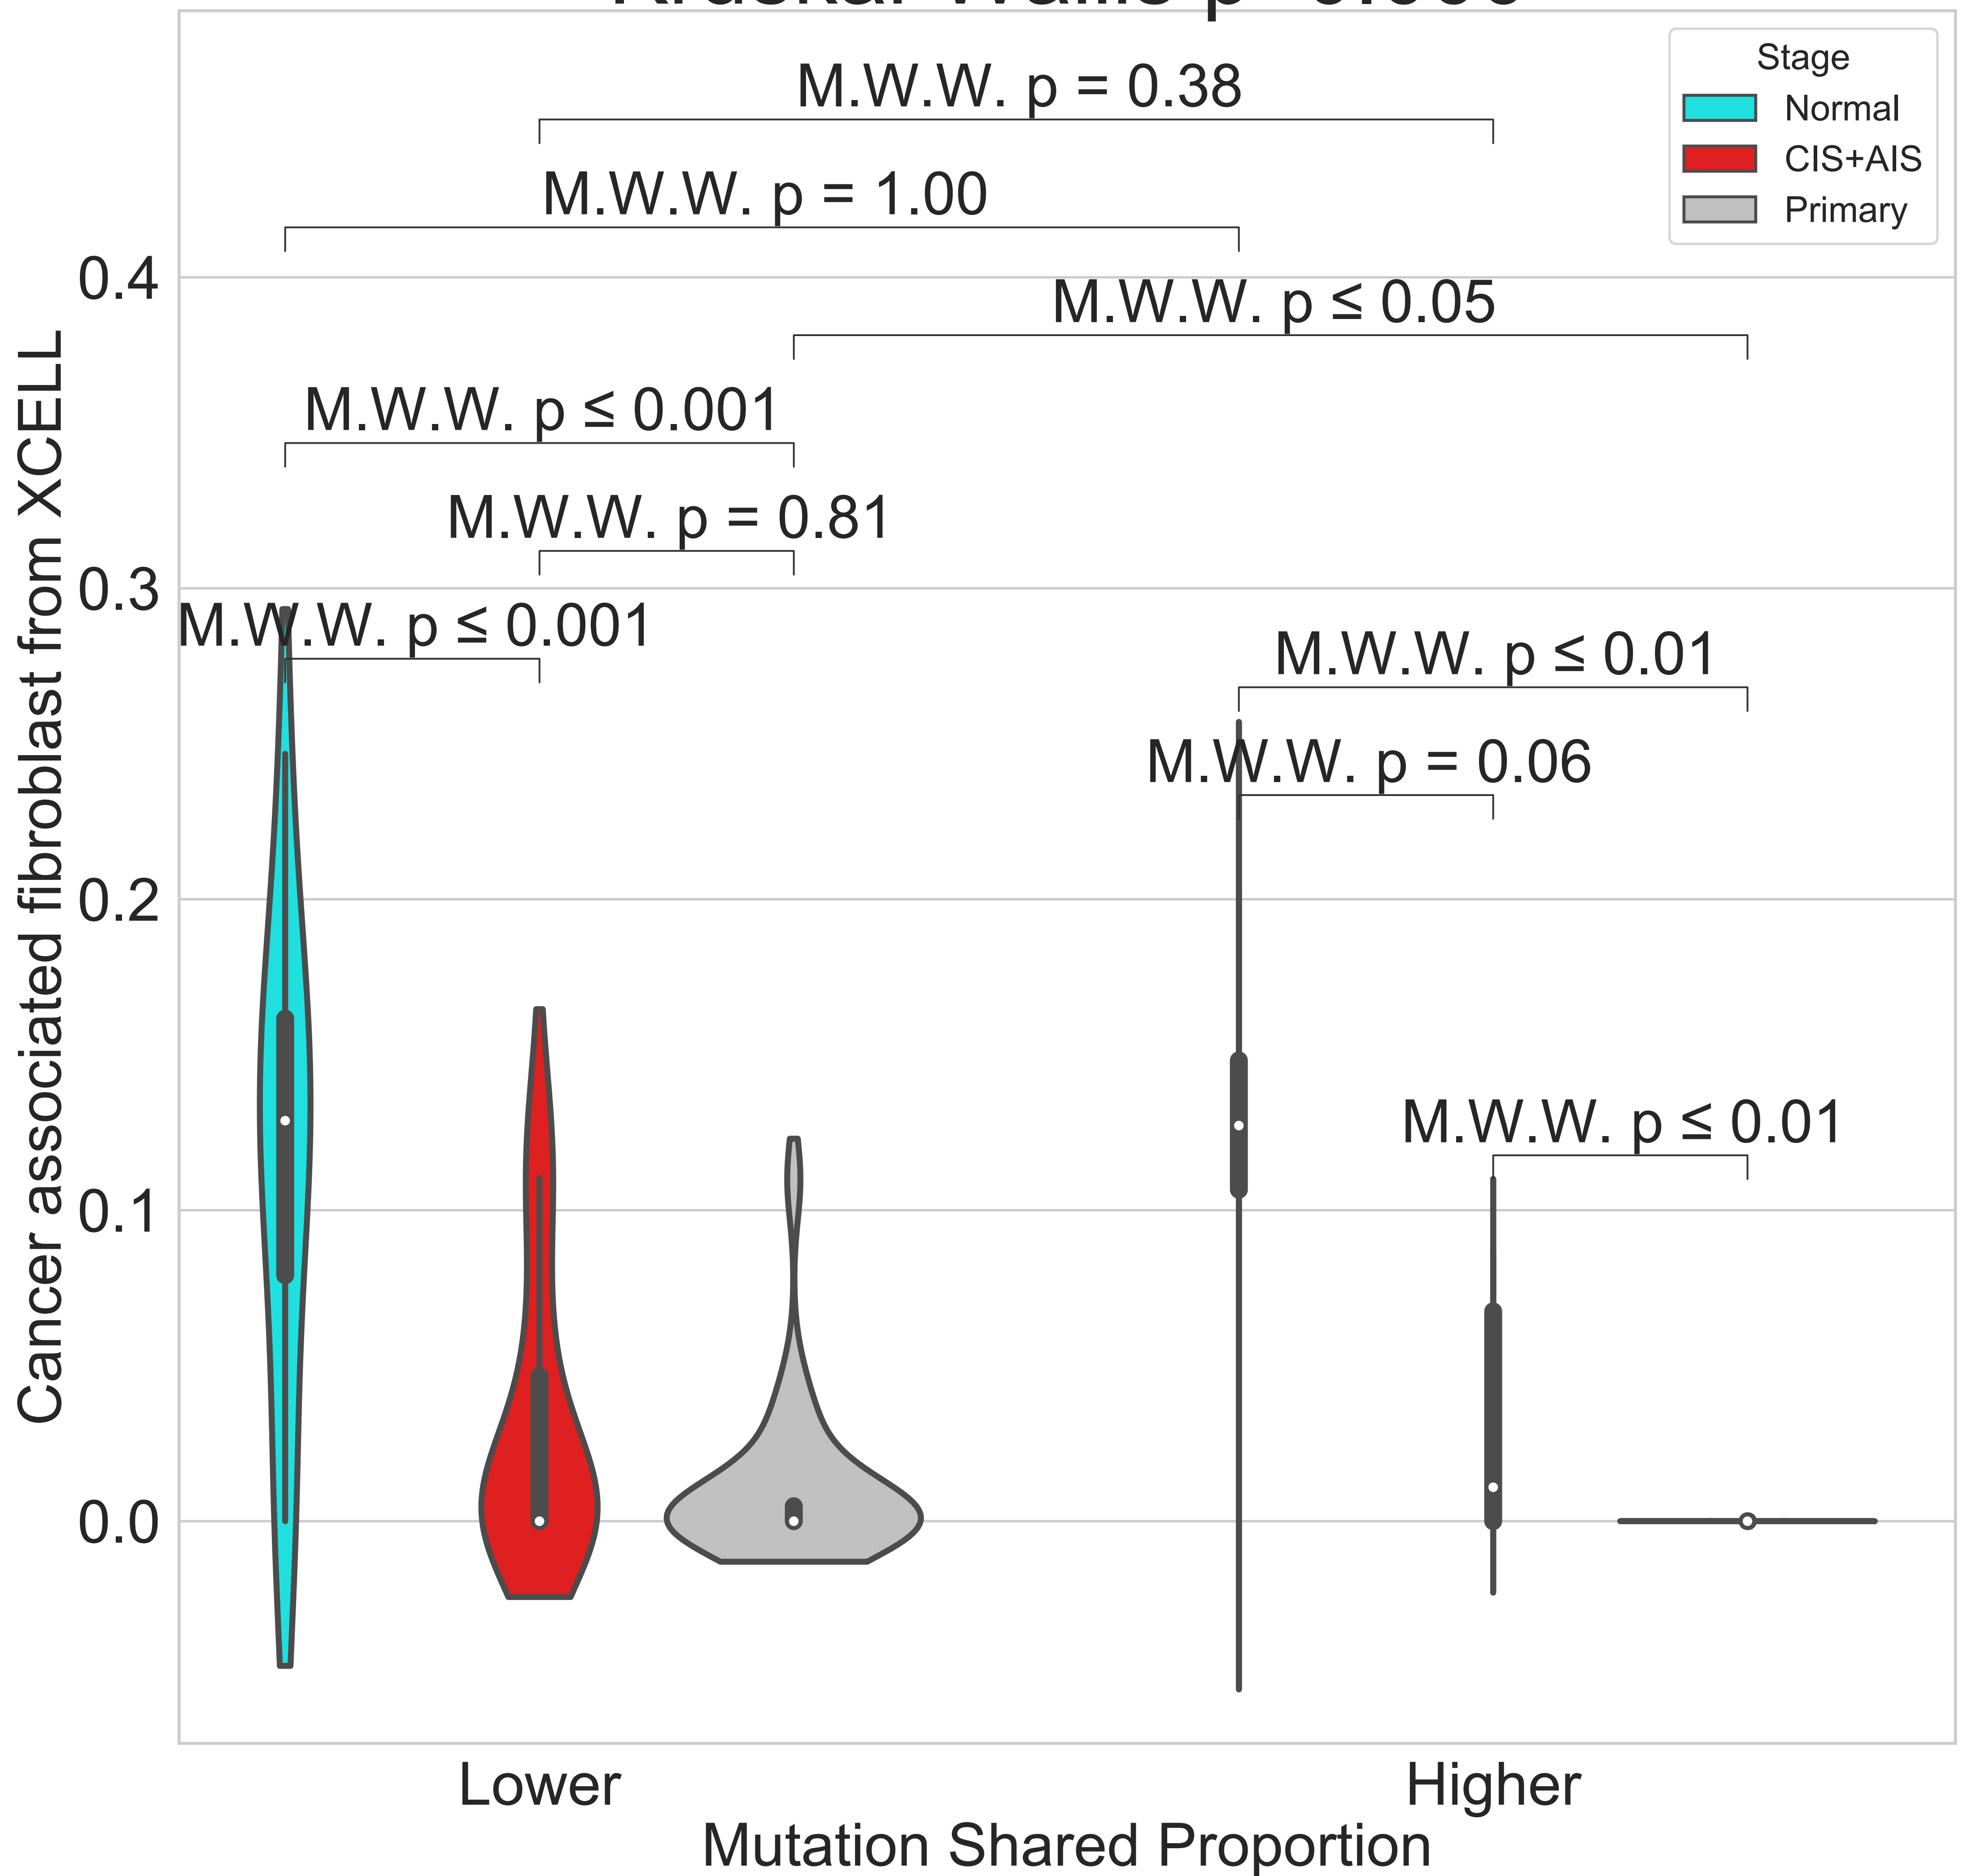 Stage
Normal
CIS+AIS
Primary
M.W.W. p = 0.38
M.W.W. p = 1.00
M.W.W. p ≤ 0.05
M.W.W. p ≤ 0.001
M.W.W. p = 0.81
M.W.W. p ≤ 0.001
M.W.W. p ≤ 0.01
M.W.W. p = 0.06
M.W.W. p ≤ 0.01
Cancer associated fibroblast from XCELL
0.4
0.3
0.2
0.1
0.0
Lower
Higher
Mutation Shared Proportion